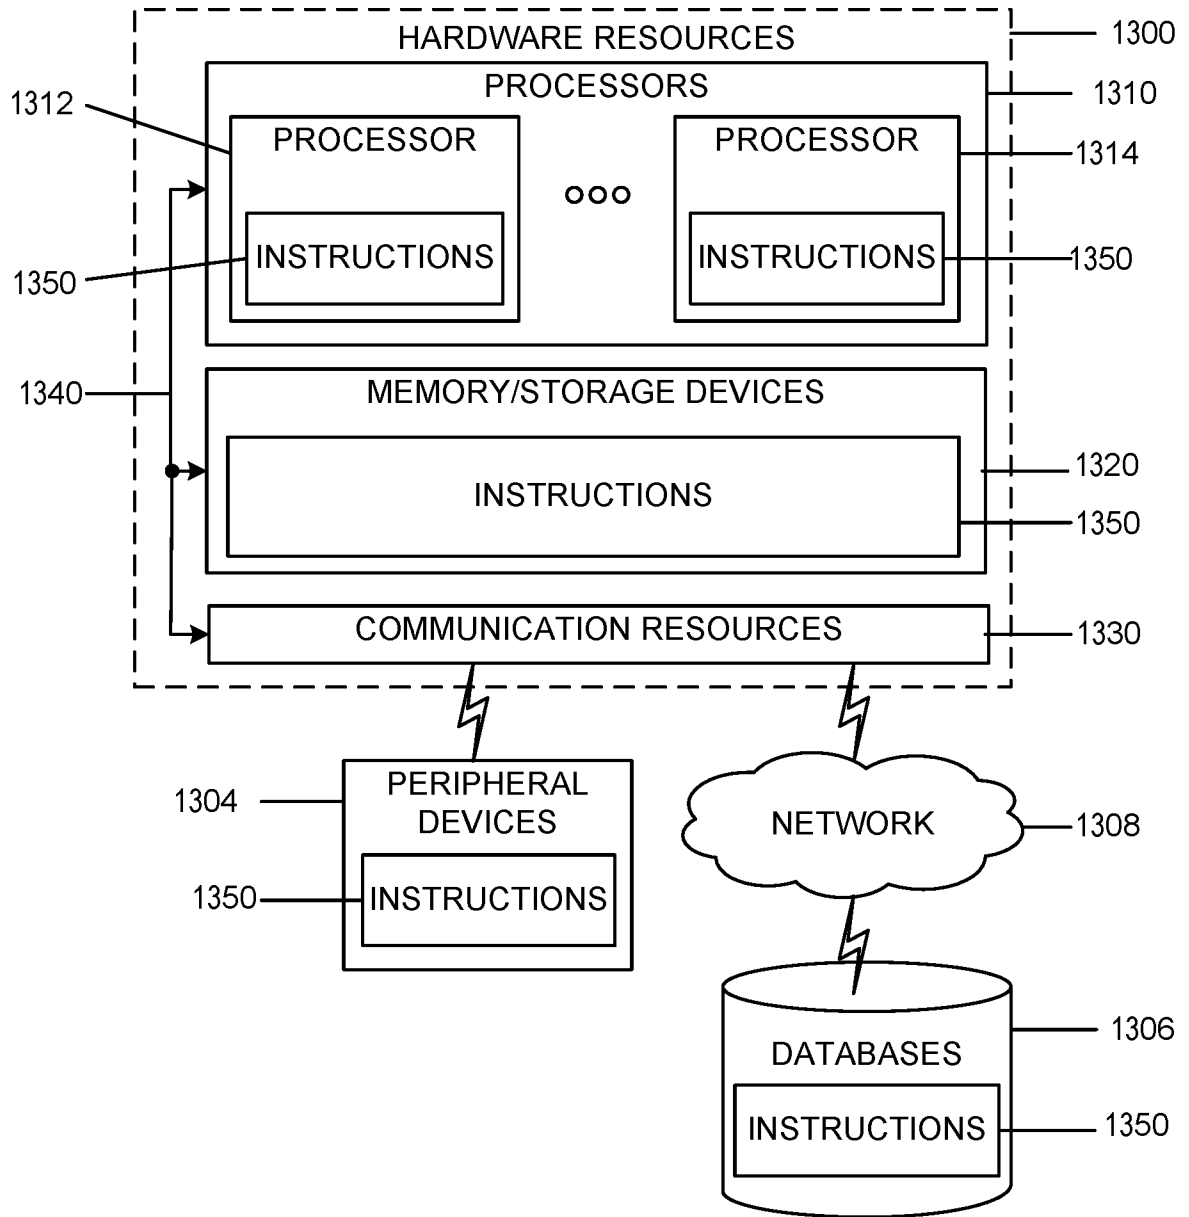 HARDWARE RESOURCES
1300
PROCESSORS
1310
1312
PROCESSOR
PROCESSOR
1314
INSTRUCTIONS
INSTRUCTIONS
1350
1350
1340
MEMORY/STORAGE DEVICES
1320
INSTRUCTIONS
1350
COMMUNICATION RESOURCES
1330
1304
PERIPHERAL
DEVICES
NETWORK
1308
1350
INSTRUCTIONS
1306
DATABASES
INSTRUCTIONS
1350